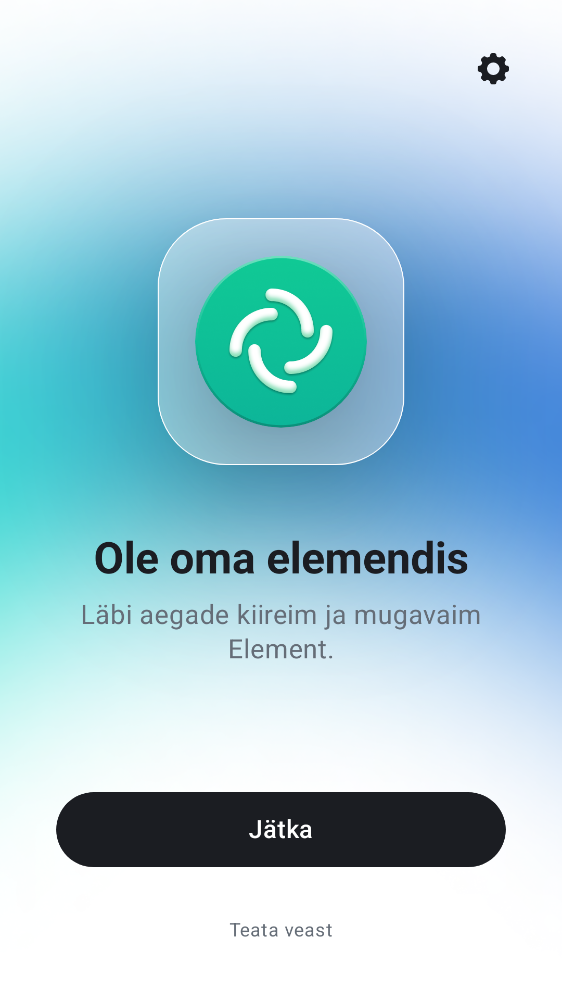 Ole oma elemendis
Läbi aegade kiireim ja mugavaim
Element.
Jätka
Teata veast